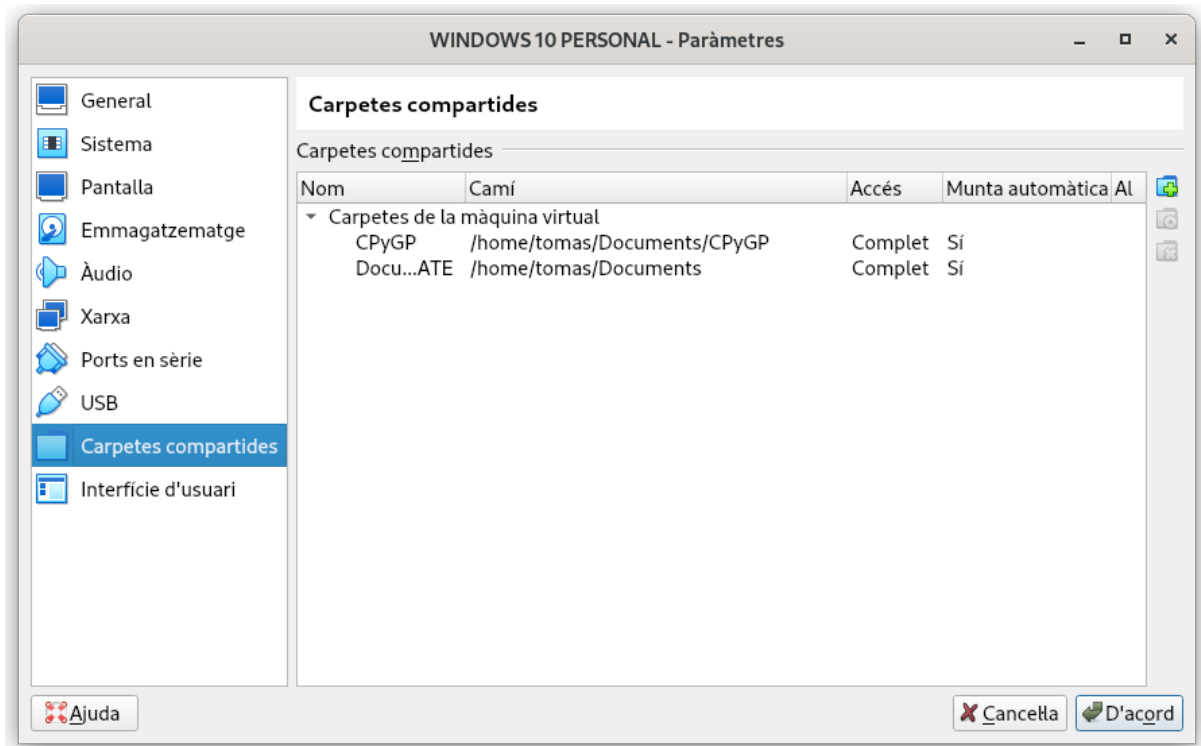 WINDOWS 10 PERSONAL - Paràmetres
General
Sistema
Pantalla
Emmagatzematge
Àudio
Xarxa
Ports en sèrie
USB
Carpetes compartides
Interfície d'usuari
Carpetes compartides
Carpetes compartides
Nom Camí Accés Munta automàtica Al
Carpetes de la màquina virtual
CPyGP /home/tomas/Documents/CPyGP Complet Sí
Docu...ATE /home/tomas/Documents Complet Sí
Ajuda
Canceŀla
D'acord